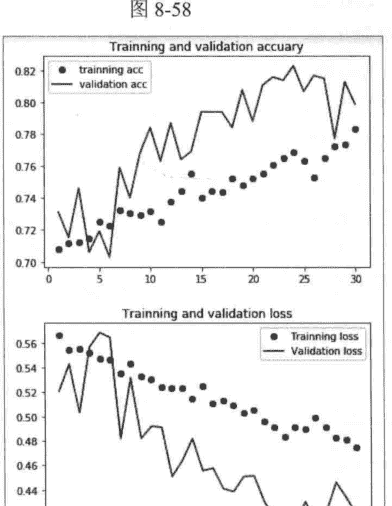 图 8-58
Trainning and validation accuary
trainning acc
validation acc
0.82
0.80
0.78
0.76
0.74
0.72
0.70
0 5 10 15 20 25 30
Trainning and validation loss
Trainning loss
Validation loss
0.56
0.54
0.52
0.50
0.48
0.46
0.44